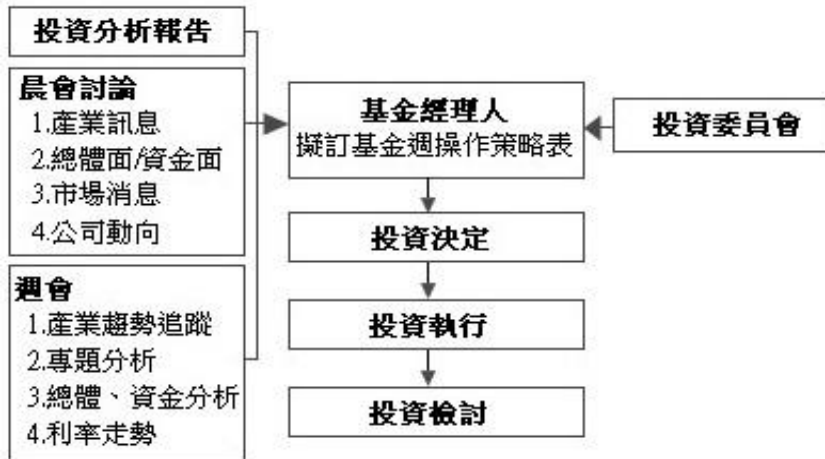 投資分析報告
晨會討論
1.產業訊息
2.總體面/資金面
3.市場消息
4.公司動向
週會
1.產業趨勢追蹤
2.專題分析
3.總體、資金分析
4.利率走勢
基金經理人
擬訂基金週操作策略表
投資委員會
投資決定
投資執行
投資檢討